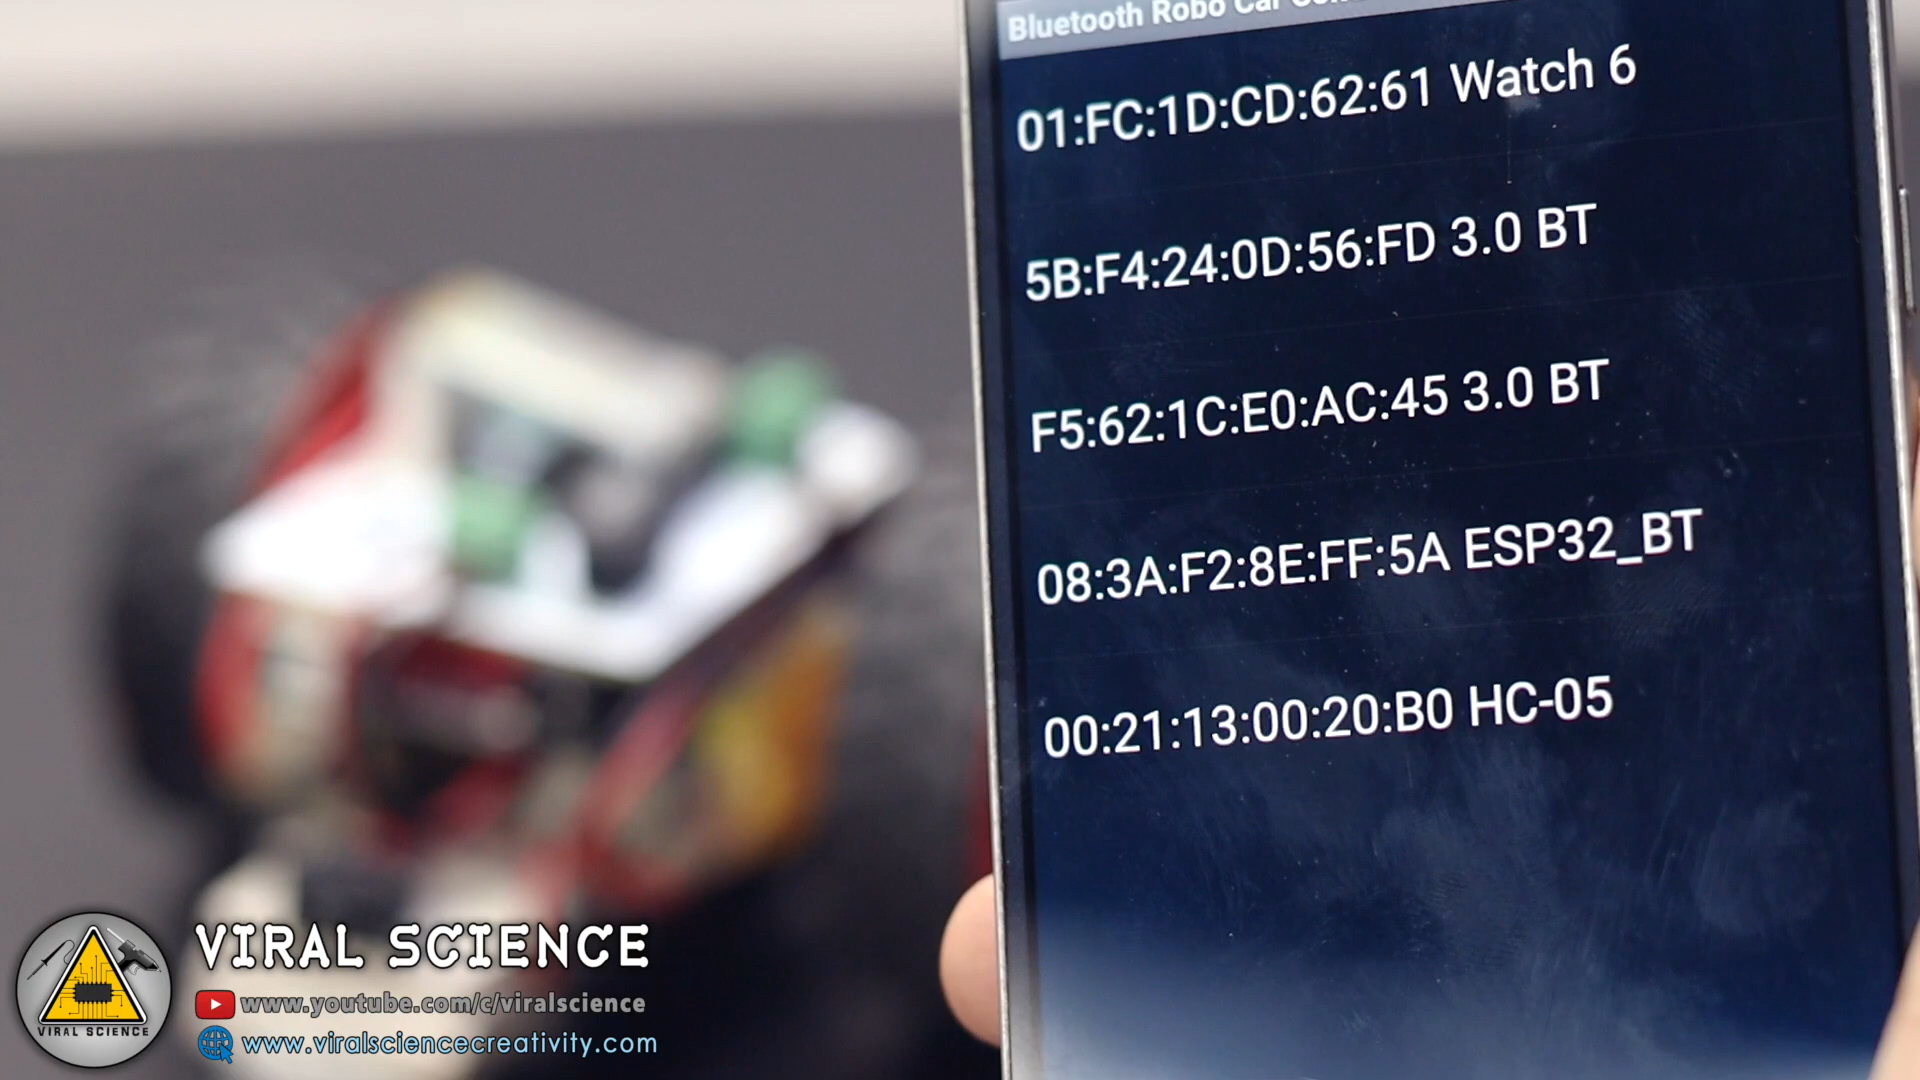 Bluetooth Robo Car
01:FC:1D:CD:62:61 Watch 6
5B:F4:24:0D:56:FD 3.0 BT
F5:62:1C:E0:AC:45 3.0 BT
08:3A:F2:8E:FF:5A ESP32_BT
00:21:13:00:20:B0 HC-05
VIRAL SCIENCE
www.youtube.com/c/viralscience
www.viralsciencecreativity.com
VIRAL SCIENCE